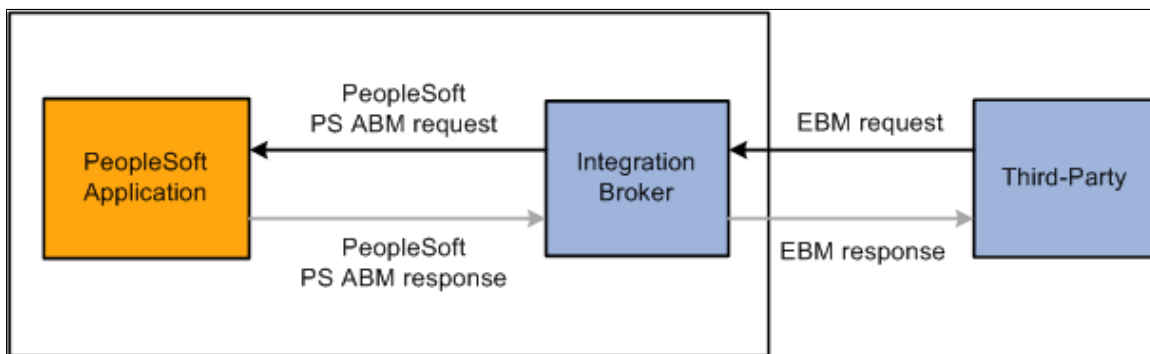 PeopleSoft
PS ABM request
EBM request
PeopleSoft
Application
Integration
Broker
Third-Party
PeopleSoft
PS ABM response
EBM response